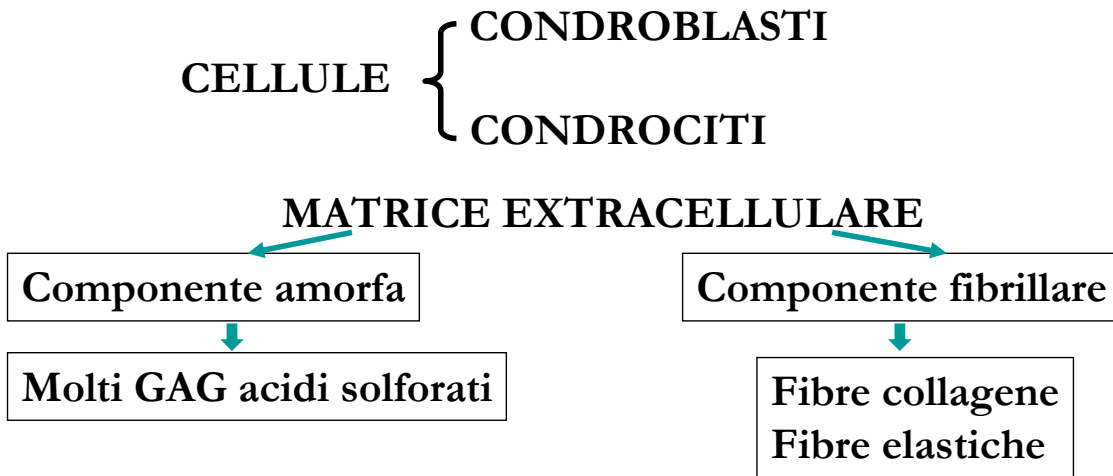 CONDROBLASTI
CELLULE
CONDROCITI
MATRICE EXTRACELLULARE
Componente amorfa
Componente fibrillare
Molti GAG acidi solforati
Fibre collagene
Fibre elastiche